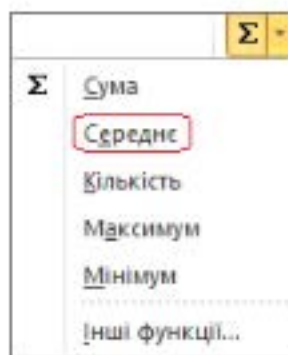 Σ
Σ Сума
Середнє
Кількість
Максимум
Мінімум
Інші функції...